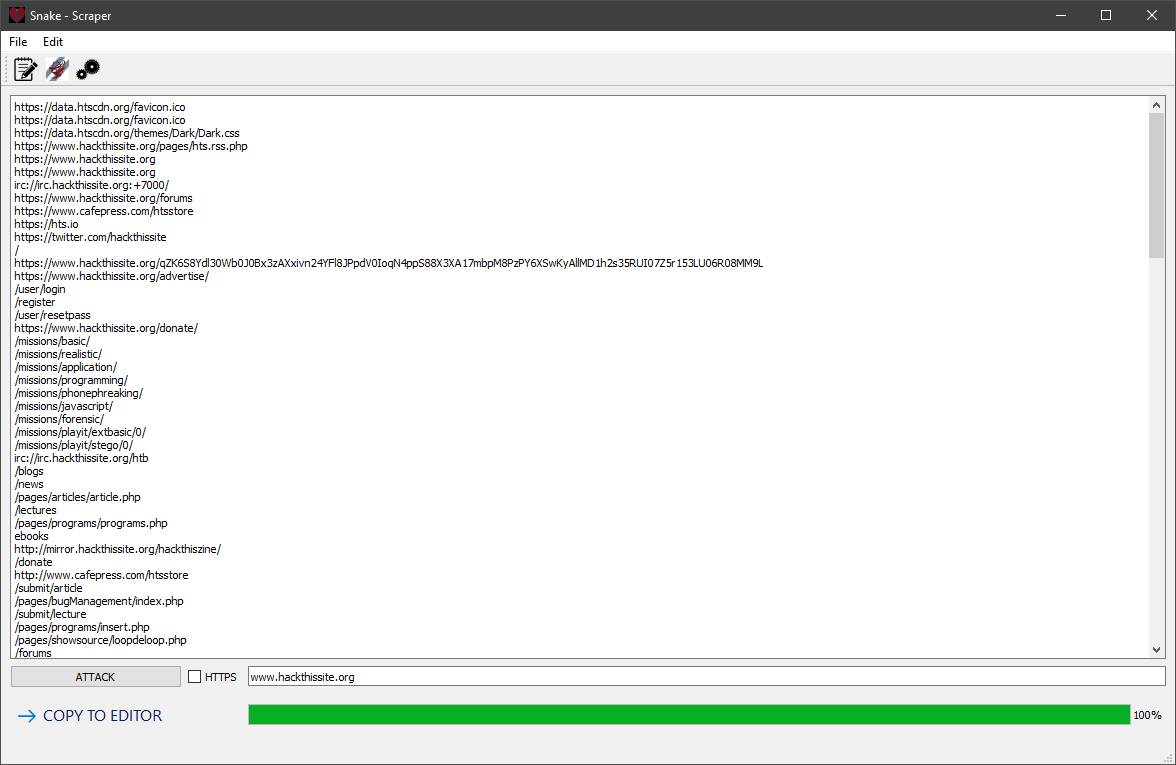 Snake - Scraper
File Edit
https://data.htscdn.org/favicon.ico
https://data.htscdn.org/favicon.ico
https://data.htscdn.org/themes/Dark/Dark.css
https://www.hackthissite.org/pages/hts.rss.php
https://www.hackthissite.org
https://www.hackthissite.org
irc://irc.hackthissite.org:+7000/
https://www.hackthissite.org/forums
https://www.cafepress.com/htsstore
https://hts.io
https://twitter.com/hackthissite
/
https://www.hackthissite.org/qZK6S8Ydl30Wb0J0Bx3zAXxivn24YFl8JPpdV0IoqN4ppS88X3XA17mbpM8PzPY6XSwKyAllMD1h2s35RUI07Z5r153LU06R08MM9L
https://www.hackthissite.org/advertise/
/user/login
/register
/user/resetpass
https://www.hackthissite.org/donate/
/missions/basic/
/missions/realistic/
/missions/application/
/missions/programming/
/missions/phonephreaking/
/missions/javascript/
/missions/forensic/
/missions/playit/extbasic/0/
/missions/playit/stego/0/
irc://irc.hackthissite.org/htb
/blogs
/news
/pages/articles/article.php
/lectures
/pages/programs/programs.php
ebooks
http://mirror.hackthissite.org/hackthiszine/
/donate
http://www.cafepress.com/htsstore
/submit/article
/pages/bugManagement/index.php
/submit/lecture
/pages/programs/insert.php
/pages/showsource/loopdeloop.php
/forums
ATTACK HTTPS www.hackthissite.org
COPY TO EDITOR 100%